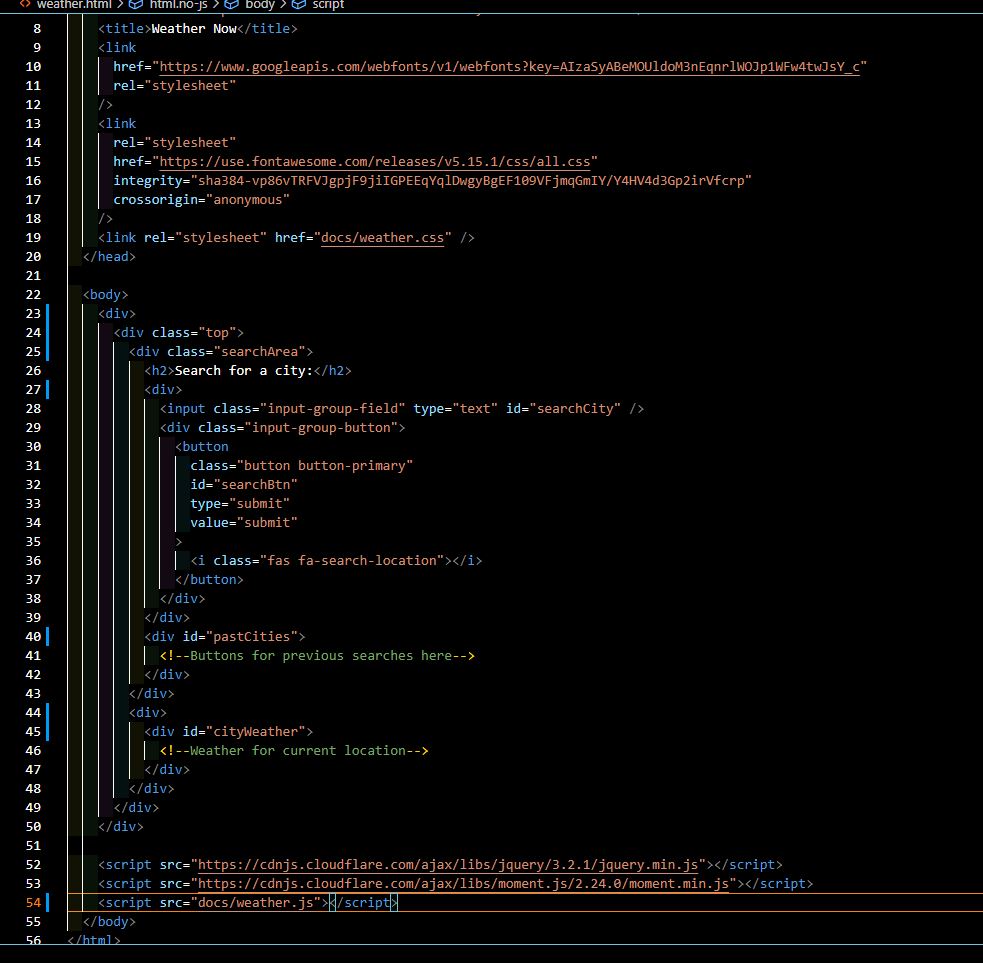 weather.html > html.no-js > body > script
8 <title>Weather Now</title>
9 <link
10 href="https://www.googleapis.com/webfonts/v1/webfonts?key=AIzaSyABeMOUldoM3nEqnrlWOJp1WFw4twJsY_c"
11 rel="stylesheet"
12 />
13 <link
14 rel="stylesheet"
15 href="https://use.fontawesome.com/releases/v5.15.1/css/all.css"
16 integrity="sha384-vp86vTRFVJgpjF9jiIGPEEqYqlDwgyBgEF109VFjmqGmIY/Y4HV4d3Gp2irVfcrp"
17 crossorigin="anonymous"
18 />
19 <link rel="stylesheet" href="docs/weather.css" />
20 </head>
21
22 <body>
23 <div>
24 <div class="top">
25 <div class="searchArea">
26 <h2>Search for a city:</h2>
27 <div>
28 <input class="input-group-field" type="text" id="searchCity" />
29 <div class="input-group-button">
30 <button
31 class="button button-primary"
32 id="searchBtn"
33 type="submit"
34 value="submit"
35 >
36 <i class="fas fa-search-location"></i>
37 </button>
38 </div>
39 </div>
40 <div id="pastCities">
41 <!--Buttons for previous searches here-->
42 </div>
43 </div>
44 <div>
45 <div id="cityWeather">
46 <!--Weather for current location-->
47 </div>
48 </div>
49 </div>
50 </div>
51
52 <script src="https://cdnjs.cloudflare.com/ajax/libs/jquery/3.2.1/jquery.min.js"></script>
53 <script src="https://cdnjs.cloudflare.com/ajax/libs/moment.js/2.24.0/moment.min.js"></script>
54 <script src="docs/weather.js"></script>
55 </body>
56 </html>